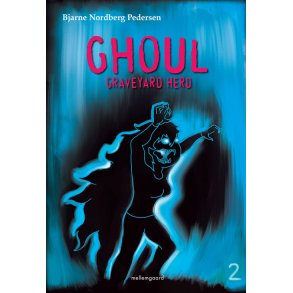 Bjarne Nordberg Pedersen
GHOUL
GRAVEYARD HERO
mellemgaard
2